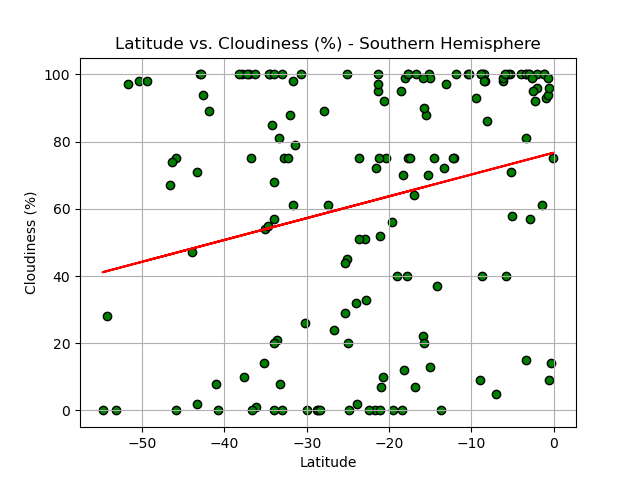 Latitude vs. Cloudiness (%) - Southern Hemisphere
100
80
60
40
20
0
Cloudiness (%)
−50 −40 −30 −20 −10 0
Latitude